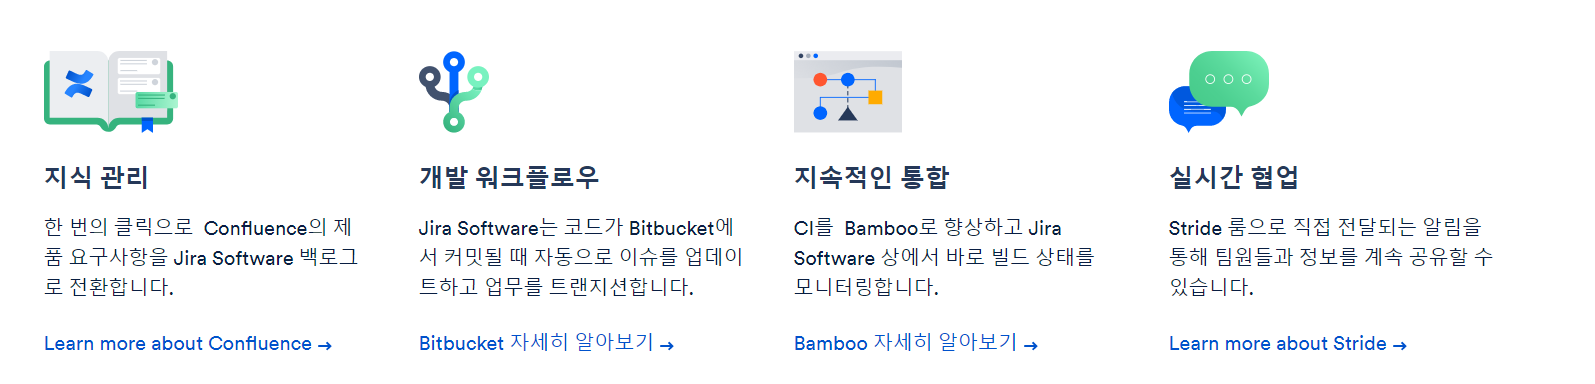 지식 관리
한 번의 클릭으로  Confluence의 제
품 요구사항을 Jira Software 백로그
로 전환합니다.
Learn more about Confluence →
개발 워크플로우
Jira Software는 코드가 Bitbucket에
서 커밋될 때 자동으로 이슈를 업데이
트하고 업무를 트랜지션합니다.
Bitbucket 자세히 알아보기 →
지속적인 통합
CI를  Bamboo로 향상하고 Jira
Software 상에서 바로 빌드 상태를
모니터링합니다.
Bamboo 자세히 알아보기 →
실시간 협업
Stride 룸으로 직접 전달되는 알림을
통해 팀원들과 정보를 계속 공유할 수
있습니다.
Learn more about Stride →